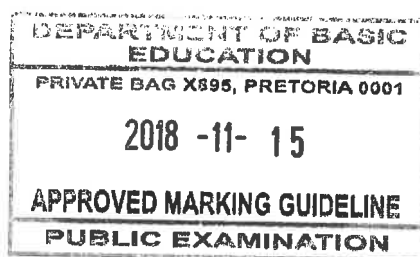 DEPARTMENT OF BASIC
EDUCATION
PRIVATE BAG X895, PRETORIA 0001
2018 -11- 15
APPROVED MARKING GUIDELINE
PUBLIC EXAMINATION